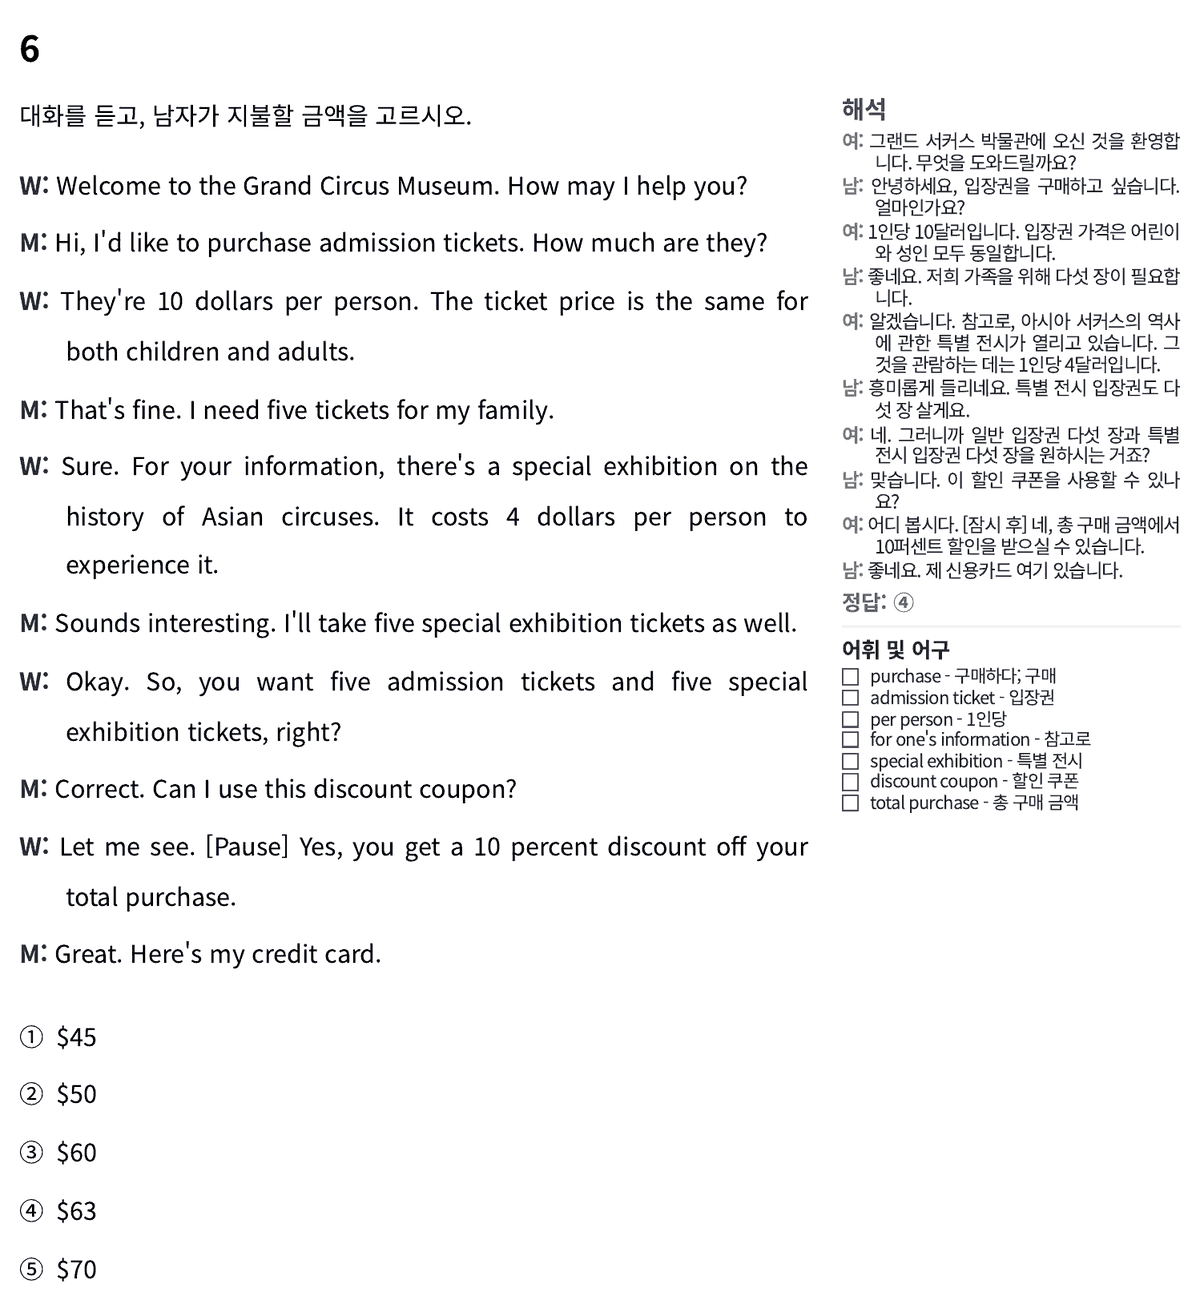 6
대화를 듣고, 남자가 지불할 금액을 고르시오.
W: Welcome to the Grand Circus Museum. How may I help you?
M: Hi, I'd like to purchase admission tickets. How much are they?
W: They're 10 dollars per person. The ticket price is the same for
both children and adults.
M: That's fine. I need five tickets for my family.
W: Sure. For your information, there's a special exhibition on the
history of Asian circuses. It costs 4 dollars per person to
experience it.
M: Sounds interesting. I'll take five special exhibition tickets as well.
W: Okay. So, you want five admission tickets and five special
exhibition tickets, right?
M: Correct. Can I use this discount coupon?
W: Let me see. [Pause] Yes, you get a 10 percent discount off your
total purchase.
M: Great. Here's my credit card.
① $45
② $50
③ $60
④ $63
⑤ $70
해석
여: 그랜드 서커스 박물관에 오신 것을 환영합
니다. 무엇을 도와드릴까요?
남: 안녕하세요, 입장권을 구매하고 싶습니다.
얼마인가요?
여: 1인당 10달러입니다. 입장권 가격은 어린이
와 성인 모두 동일합니다.
남: 좋네요. 저희 가족을 위해 다섯 장이 필요합
니다.
여: 알겠습니다. 참고로, 아시아 서커스의 역사
에 관한 특별 전시가 열리고 있습니다. 그
것을 관람하는 데는 1인당 4달러입니다.
남: 흥미롭게 들리네요. 특별 전시 입장권도 다
섯 장 살게요.
여: 네. 그러니까 일반 입장권 다섯 장과 특별
전시 입장권 다섯 장을 원하시는 거죠?
남: 맞습니다. 이 할인 쿠폰을 사용할 수 있나
요?
여: 어디 봅시다. [잠시 후] 네, 총 구매 금액에서
10퍼센트 할인을 받으실 수 있습니다.
남: 좋네요. 제 신용카드 여기 있습니다.
정답: ④
어휘 및 어구
□ purchase - 구매하다; 구매
□ admission ticket - 입장권
□ per person - 1인당
□ for one's information - 참고로
□ special exhibition - 특별 전시
□ discount coupon - 할인 쿠폰
□ total purchase - 총 구매 금액